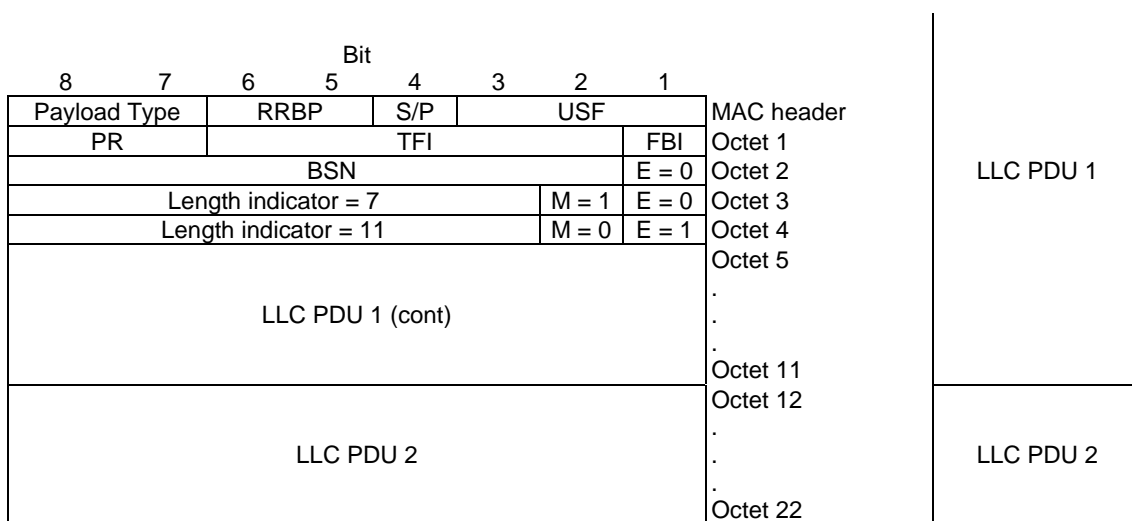 Bit
8 7 6 5 4 3 2 1
Payload Type RRBP S/P USF MAC header
PR TFI FBI Octet 1
BSN E = 0 Octet 2 LLC PDU 1
Length indicator = 7 M = 1 E = 0 Octet 3
Length indicator = 11 M = 0 E = 1 Octet 4
Octet 5
.
LLC PDU 1 (cont) .
.
Octet 11
Octet 12
.
LLC PDU 2 . LLC PDU 2
.
Octet 22